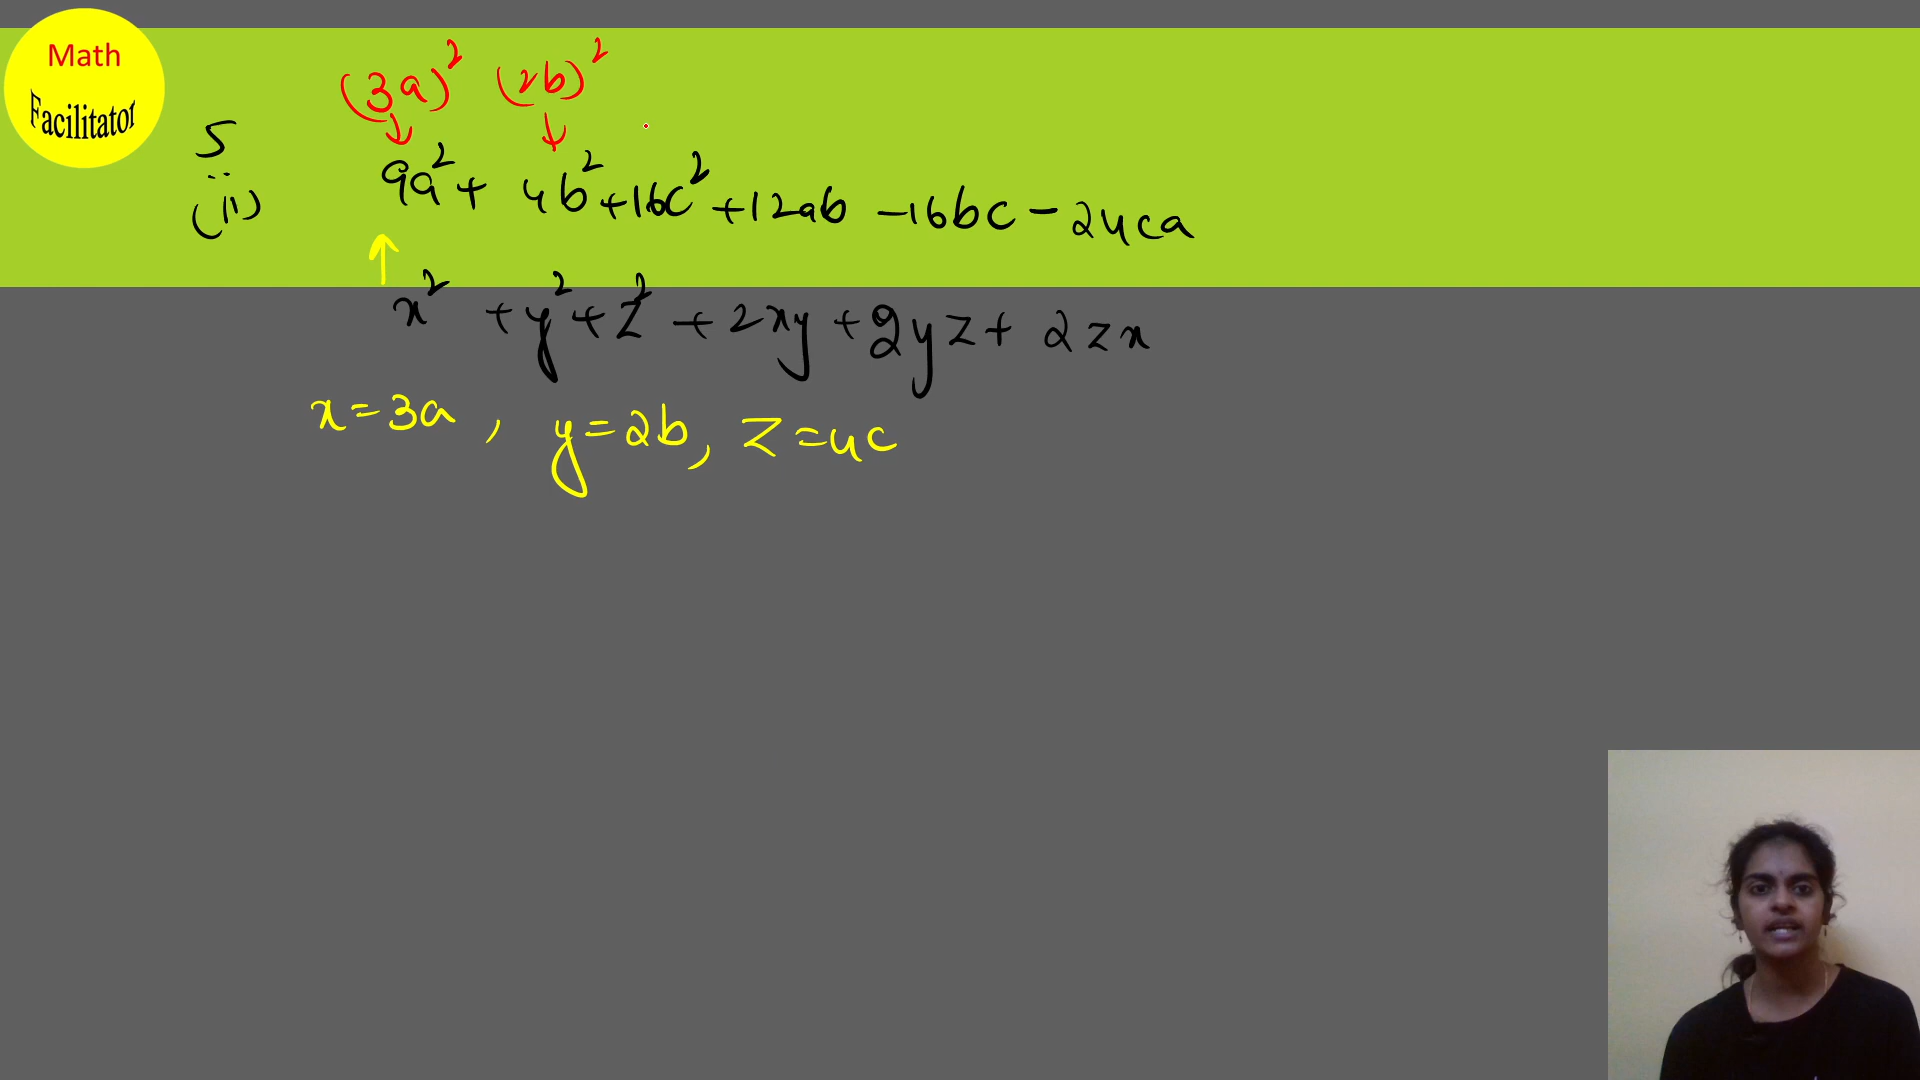 Math
Facilitator
(3a)² (2b)²
5
(ii) 9a² + 4b² + 16c² + 12ab - 16bc - 24ca
x² + y² + z² + 2xy + 2yz + 2zx
x = 3a, y = 2b, z = 4c